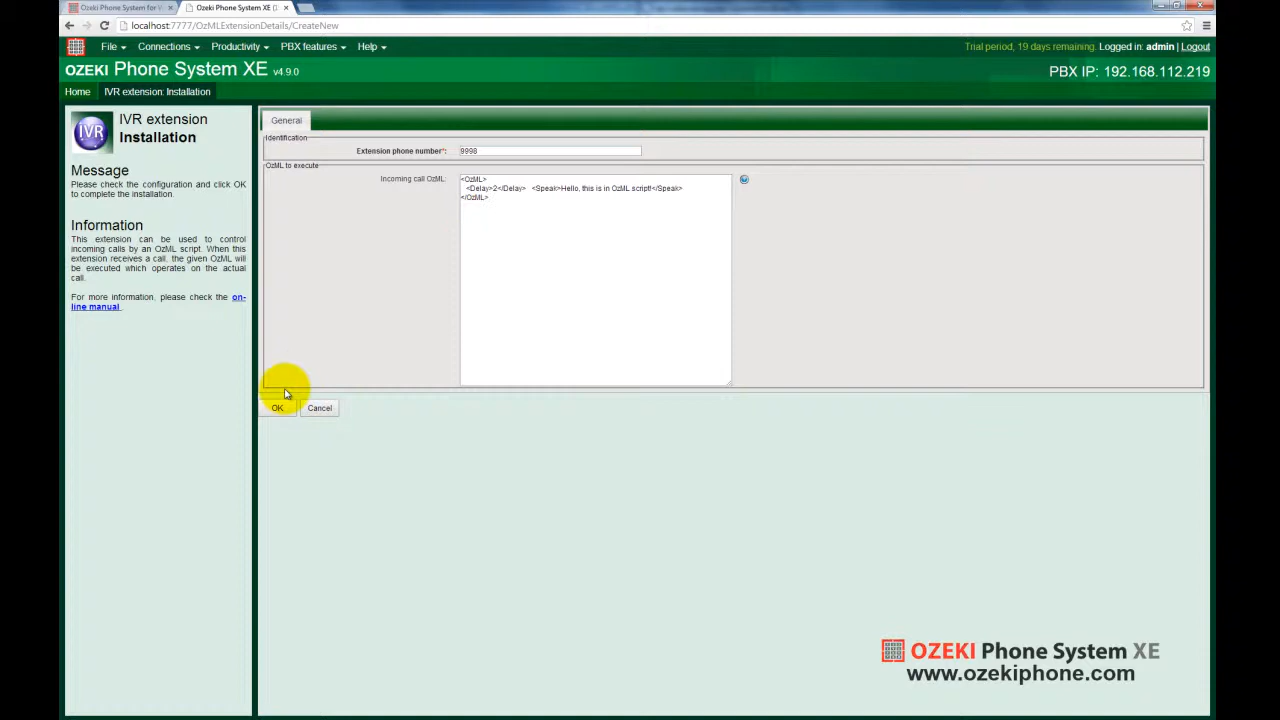 Ozeki Phone System for W
Ozeki Phone System XE (
localhost:7777/OzMLExtensionDetails/CreateNew
File Connections Productivity PBX features Help
Trial period, 19 days remaining. Logged in: admin | Logout
OZEKI Phone System XE v4.9.0
PBX IP: 192.168.112.219
Home IVR extension: Installation
IVR
IVR extension
Installation
Message
Please check the configuration and click OK
to complete the installation.
Information
This extension can be used to control
incoming calls by an OzML script. When this
extension receives a call, the given OzML will
be executed which operates on the actual
call.
For more information, please check the on-
line manual
General
Identification
Extension phone number*: 9998
OzML to execute
Incoming call OzML:
<OzML>
<Delay>2</Delay> <Speak>Hello, this is in OzML script!</Speak>
</OzML>
OK Cancel
OZEKI Phone System XE
www.ozekiphone.com